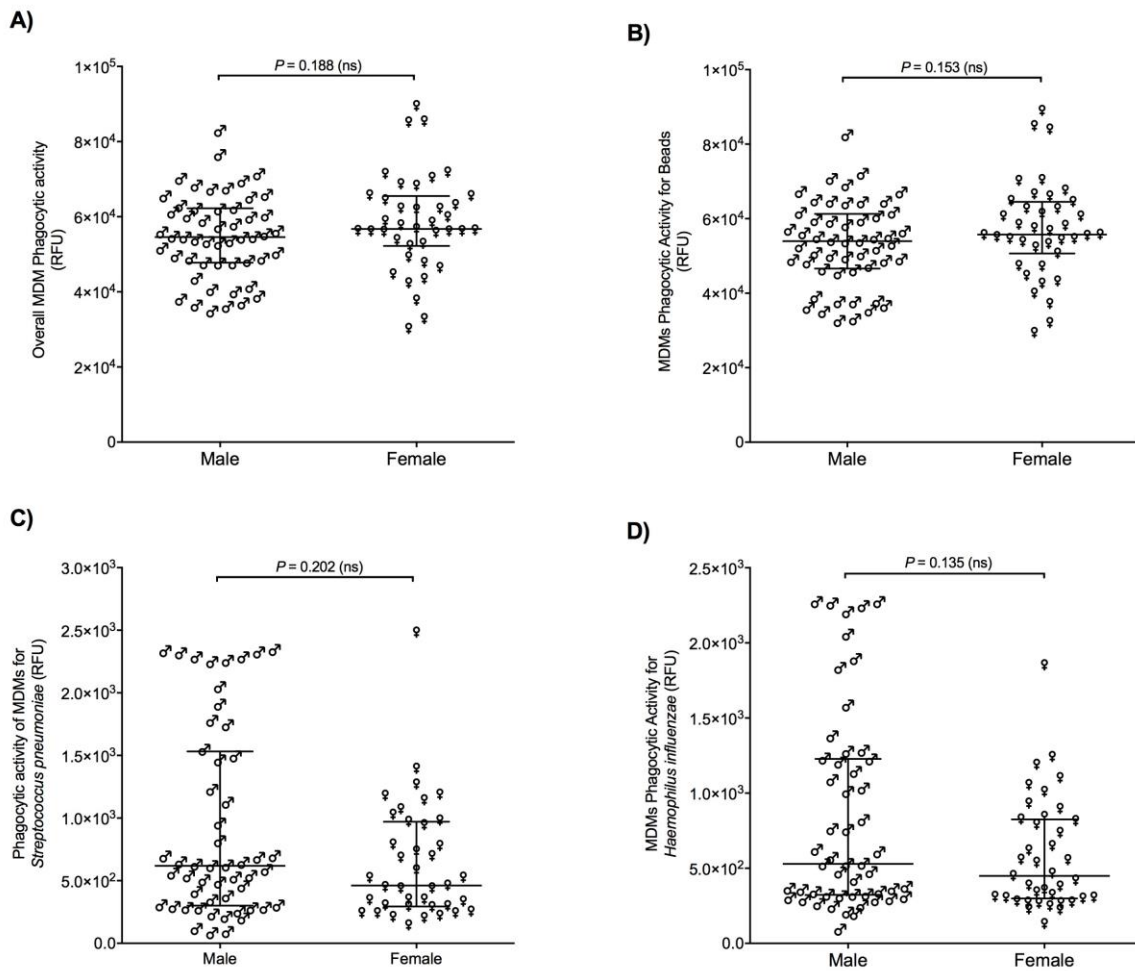 A)
P = 0.188 (ns)
1×10⁵
8×10⁴
6×10⁴
4×10⁴
2×10⁴
0
Overall MDM Phagocytic activity
(RFU)
Male
Female
B)
P = 0.153 (ns)
1×10⁵
8×10⁴
6×10⁴
4×10⁴
2×10⁴
0
MDMs Phagocytic Activity for Beads
(RFU)
Male
Female
C)
P = 0.202 (ns)
3.0×10³
2.5×10³
2.0×10³
1.5×10³
1.0×10³
5.0×10²
0.0
Phagocytic activity of MDMs for
Streptococcus pneumoniae (RFU)
Male
Female
D)
P = 0.135 (ns)
2.5×10³
2.0×10³
1.5×10³
1.0×10³
5.0×10²
0.0
MDMs Phagocytic Activity for
Haemophilus influenzae (RFU)
Male
Female